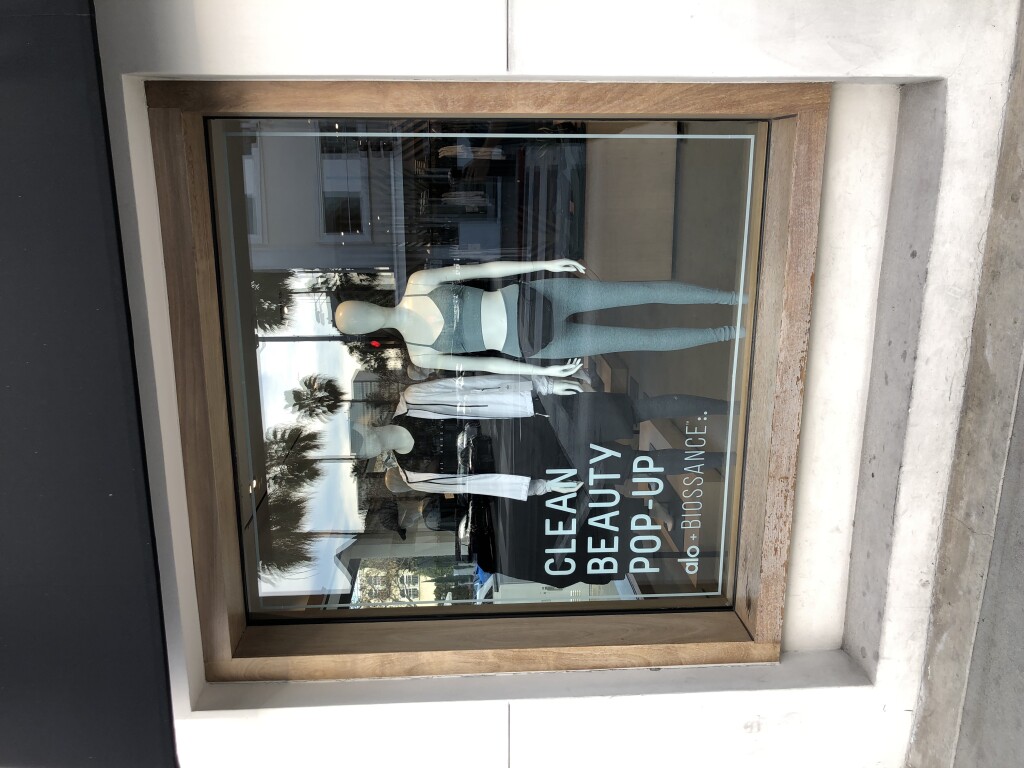 CLEAN
BEAUTY
POP-UP
alo + BIOSSANCE:.